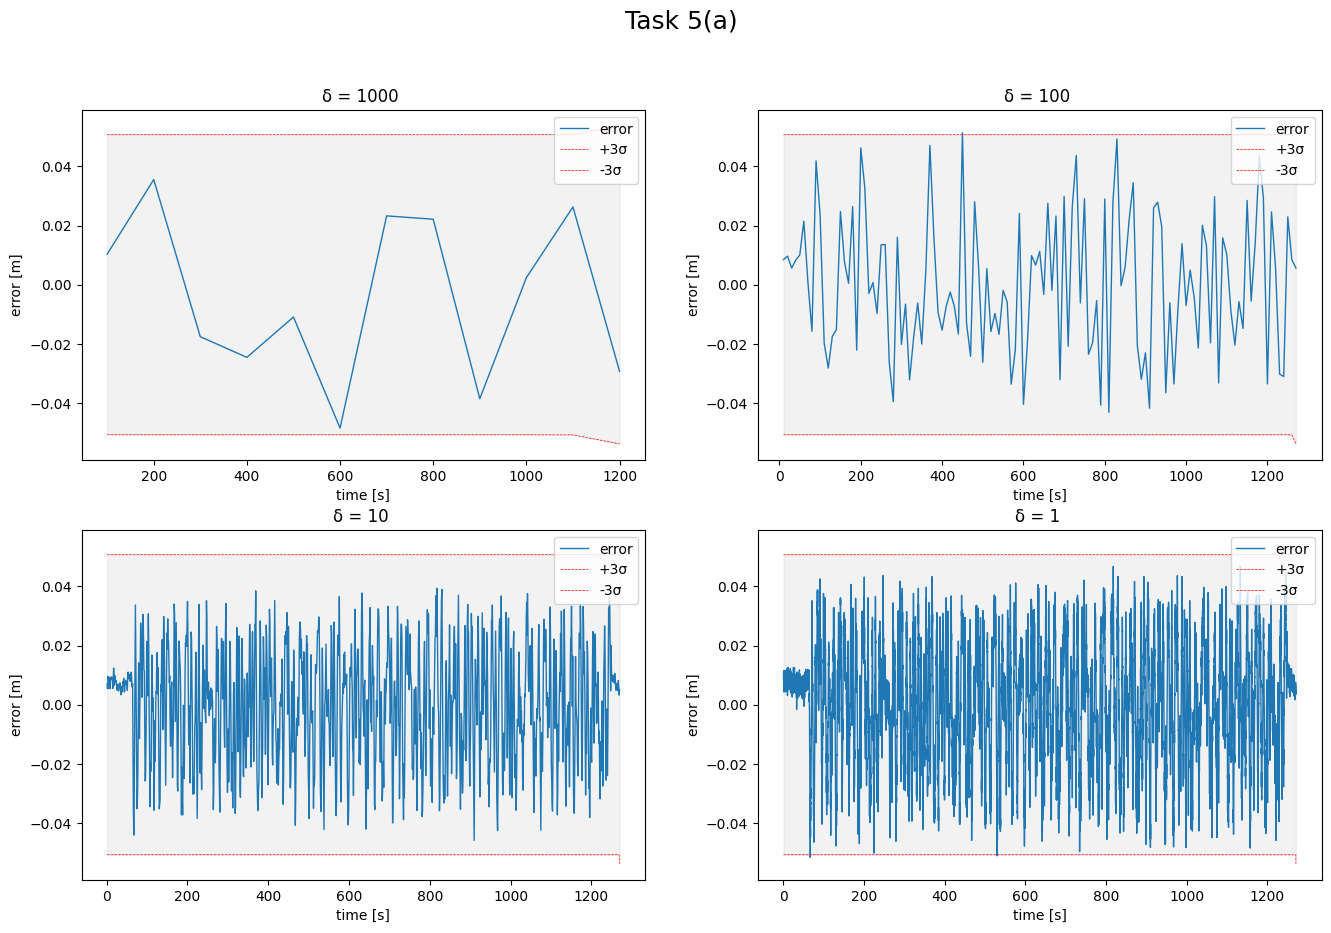 Task 5(a)
δ = 1000
error
+3σ
-3σ
error [m]
0.04
0.02
0.00
−0.02
−0.04
200
400
600
800
1000
1200
time [s]
δ = 100
error
+3σ
-3σ
error [m]
0.04
0.02
0.00
−0.02
−0.04
0
200
400
600
800
1000
1200
time [s]
δ = 10
error
+3σ
-3σ
error [m]
0.04
0.02
0.00
−0.02
−0.04
0
200
400
600
800
1000
1200
time [s]
δ = 1
error
+3σ
-3σ
error [m]
0.04
0.02
0.00
−0.02
−0.04
0
200
400
600
800
1000
1200
time [s]